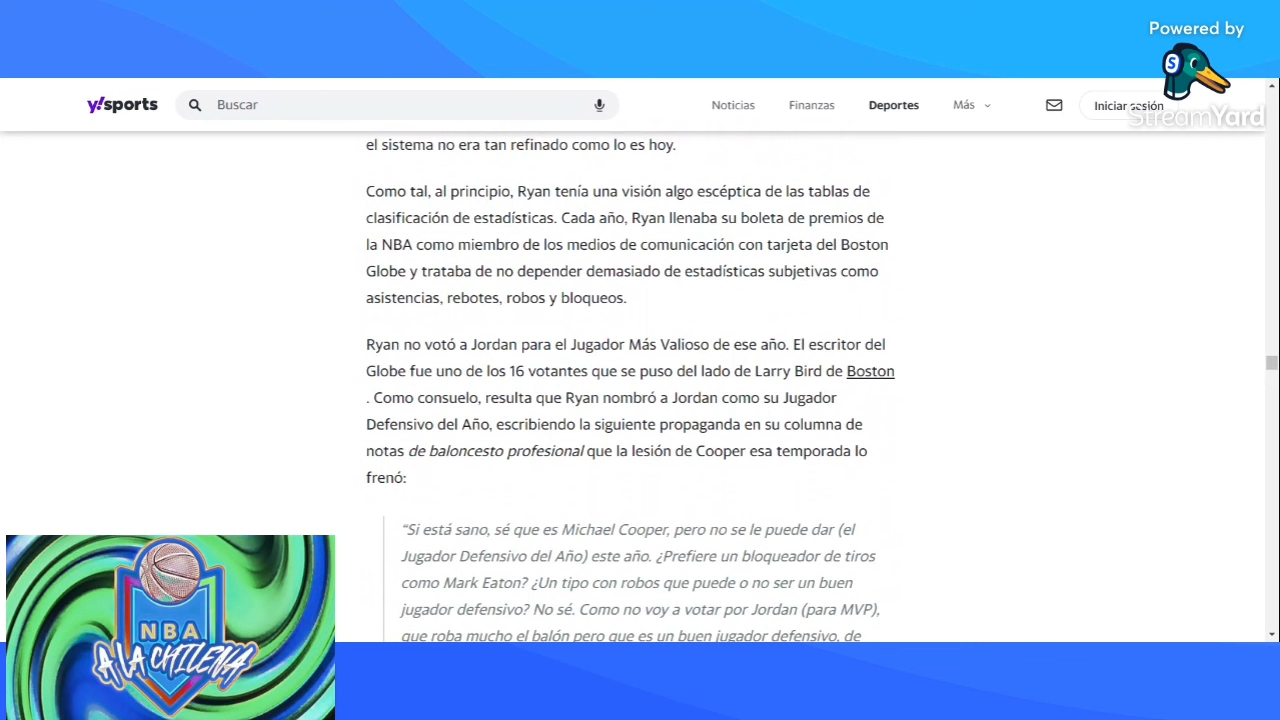 Powered by
S
StreamYard
y!sports
Buscar
Noticias
Finanzas
Deportes
Más
Iniciar sesión
el sistema no era tan refinado como lo es hoy.
Como tal, al principio, Ryan tenía una visión algo escéptica de las tablas de
clasificación de estadísticas. Cada año, Ryan llenaba su boleta de premios de
la NBA como miembro de los medios de comunicación con tarjeta del Boston
Globe y trataba de no depender demasiado de estadísticas subjetivas como
asistencias, rebotes, robos y bloqueos.
Ryan no votó a Jordan para el Jugador Más Valioso de ese año. El escritor del
Globe fue uno de los 16 votantes que se puso del lado de Larry Bird de Boston
. Como consuelo, resulta que Ryan nombró a Jordan como su Jugador
Defensivo del Año, escribiendo la siguiente propaganda en su columna de
notas de baloncesto profesional que la lesión de Cooper esa temporada lo
frenó:
“Si está sano, sé que es Michael Cooper, pero no se le puede dar (el
Jugador Defensivo del Año) este año. ¿Prefiere un bloqueador de tiros
como Mark Eaton? ¿Un tipo con robos que puede o no ser un buen
jugador defensivo? No sé. Como no voy a votar por Jordan (para MVP),
que roba mucho el balón pero que es un buen jugador defensivo, de
NBA
A LA CHILENA